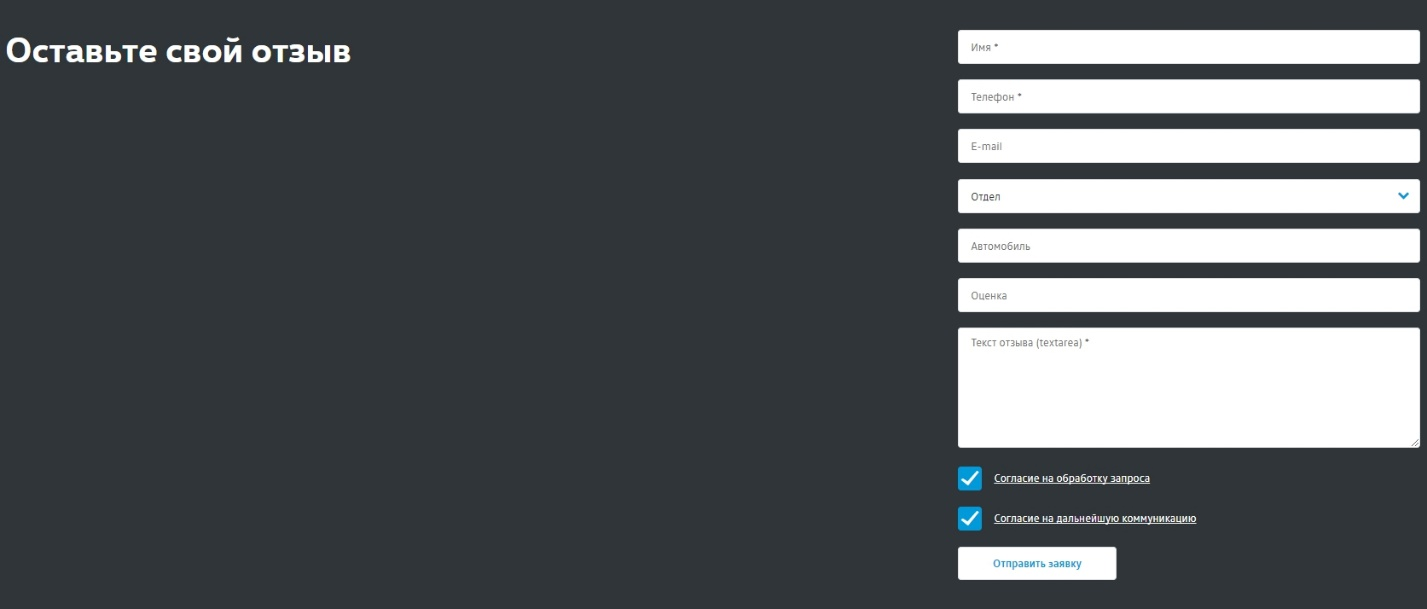 Оставьте свой отзыв
Имя *
Телефон *
E-mail
Отдел
Автомобиль
Оценка
Текст отзыва (textarea) *
Согласие на обработку запроса
Согласие на дальнейшую коммуникацию
Отправить заявку